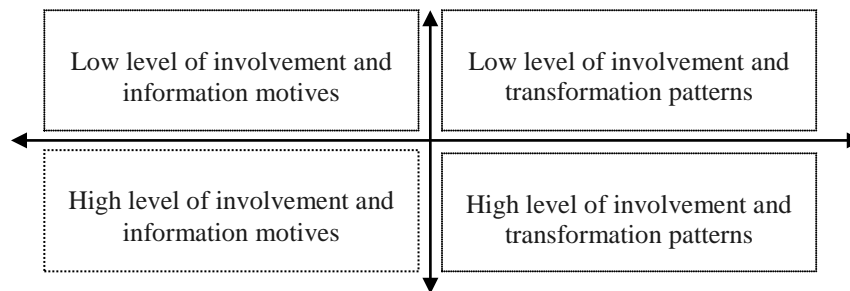 Low level of involvement and
information motives
Low level of involvement and
transformation patterns
High level of involvement and
information motives
High level of involvement and
transformation patterns